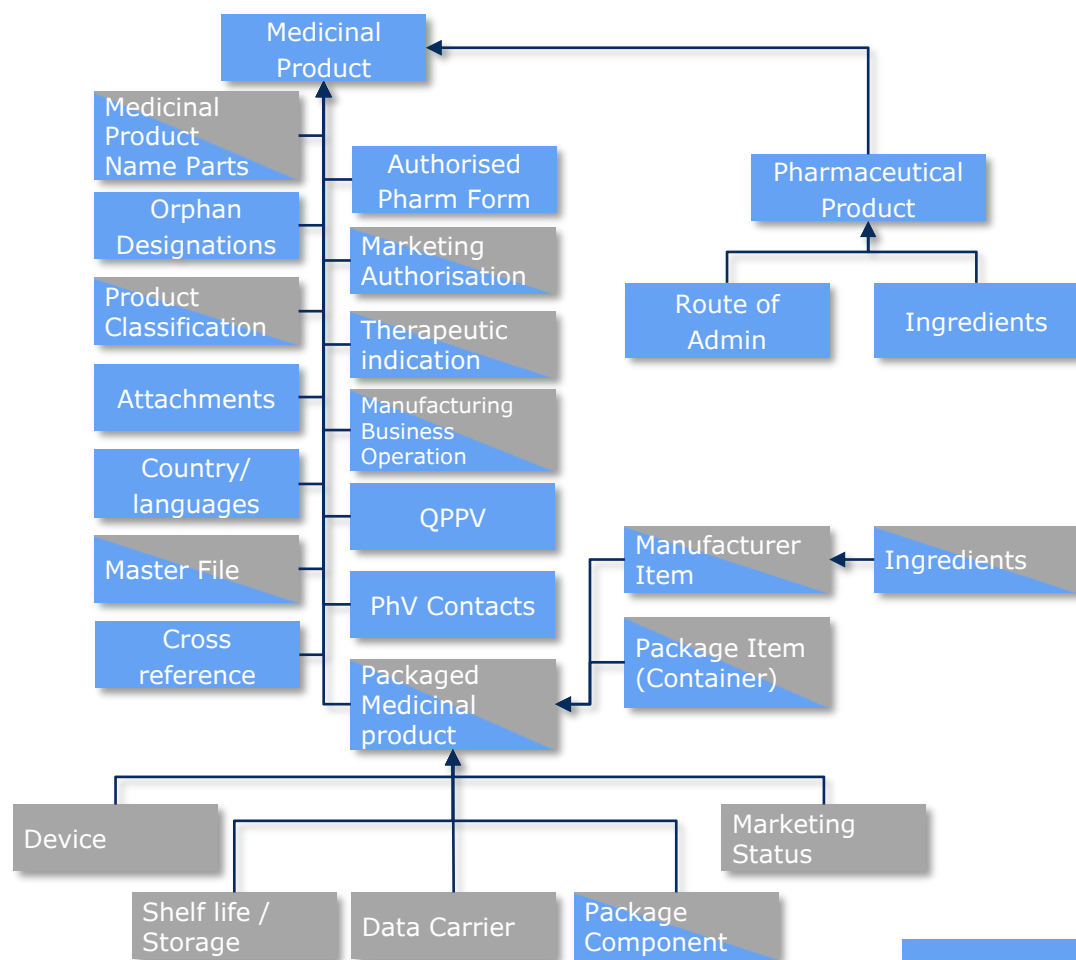 Medicinal
Product
Medicinal
Product
Name Parts
Authorised
Pharm Form
Pharmaceutical
Product
Orphan
Designations
Marketing
Authorisation
Product
Classification
Route of
Admin
Ingredients
Therapeutic
indication
Attachments
Manufacturing
Business
Operation
Country/
languages
QPPV
Master File
Manufacturer
Item
Ingredients
PhV Contacts
Cross
reference
Package Item
(Container)
Packaged
Medicinal
product
Device
Marketing
Status
Shelf life /
Storage
Data Carrier
Package
Component